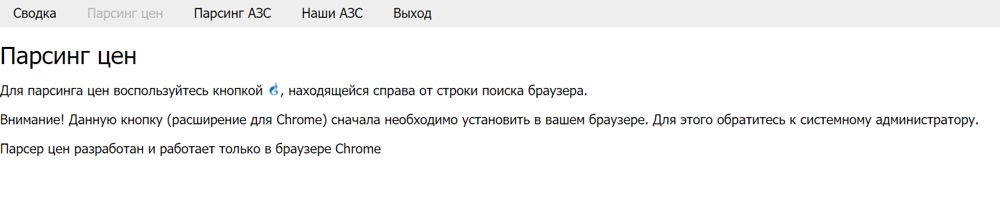 Сводка Парсинг цен Парсинг АЗС Наши АЗС Выход
Парсинг цен
Для парсинга цен воспользуйтесь кнопкой , находящейся справа от строки поиска браузера.
Внимание! Данную кнопку (расширение для Chrome) сначала необходимо установить в вашем браузере. Для этого обратитесь к системному администратору.
Парсер цен разработан и работает только в браузере Chrome